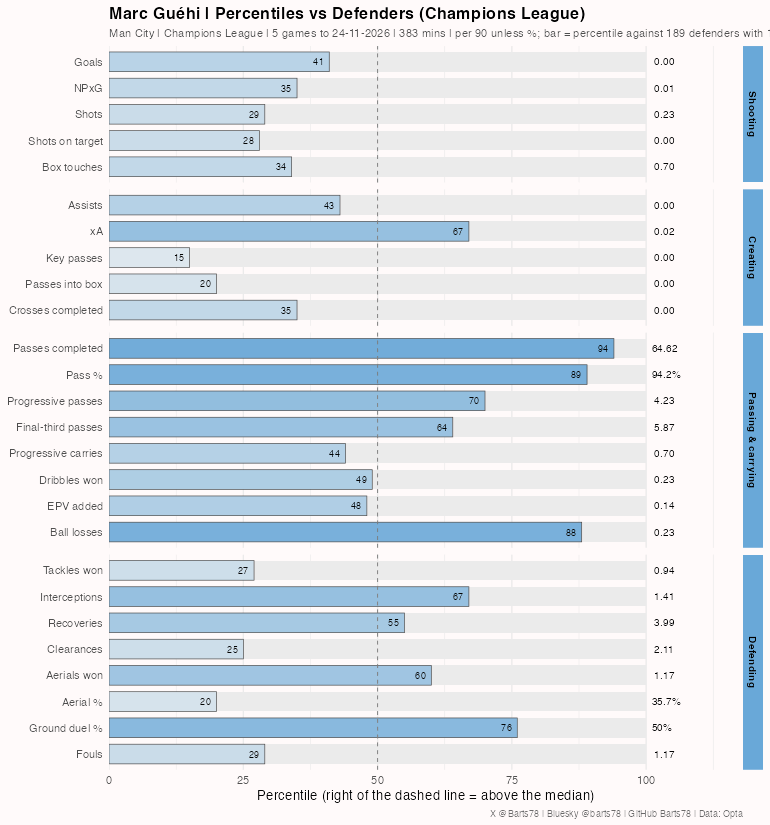 Marc Guéhi | Percentiles vs Defenders (Champions League)
Man City | Champions League | 5 games to 24-11-2026 | 383 mins | per 90 unless %; bar = percentile against 189 defenders with
Goals 41 0.00
NPxG 35 0.01
Shots 29 0.23
Shots on target 28 0.00
Box touches 34 0.70
Shooting
Assists 43 0.00
xA 67 0.02
Key passes 15 0.00
Passes into box 20 0.00
Crosses completed 35 0.00
Creating
Passes completed 94 64.62
Pass % 89 94.2%
Progressive passes 70 4.23
Final-third passes 64 5.87
Progressive carries 44 0.70
Dribbles won 49 0.23
EPV added 48 0.14
Ball losses 88 0.23
Passing & carrying
Tackles won 27 0.94
Interceptions 67 1.41
Recoveries 55 3.99
Clearances 25 2.11
Aerials won 60 1.17
Aerial % 20 35.7%
Ground duel % 76 50%
Fouls 29 1.17
Defending
0 25 50 75 100
Percentile (right of the dashed line = above the median)
X @Barts78 | Bluesky @barts78 | GitHub Barts78 | Data: Opta